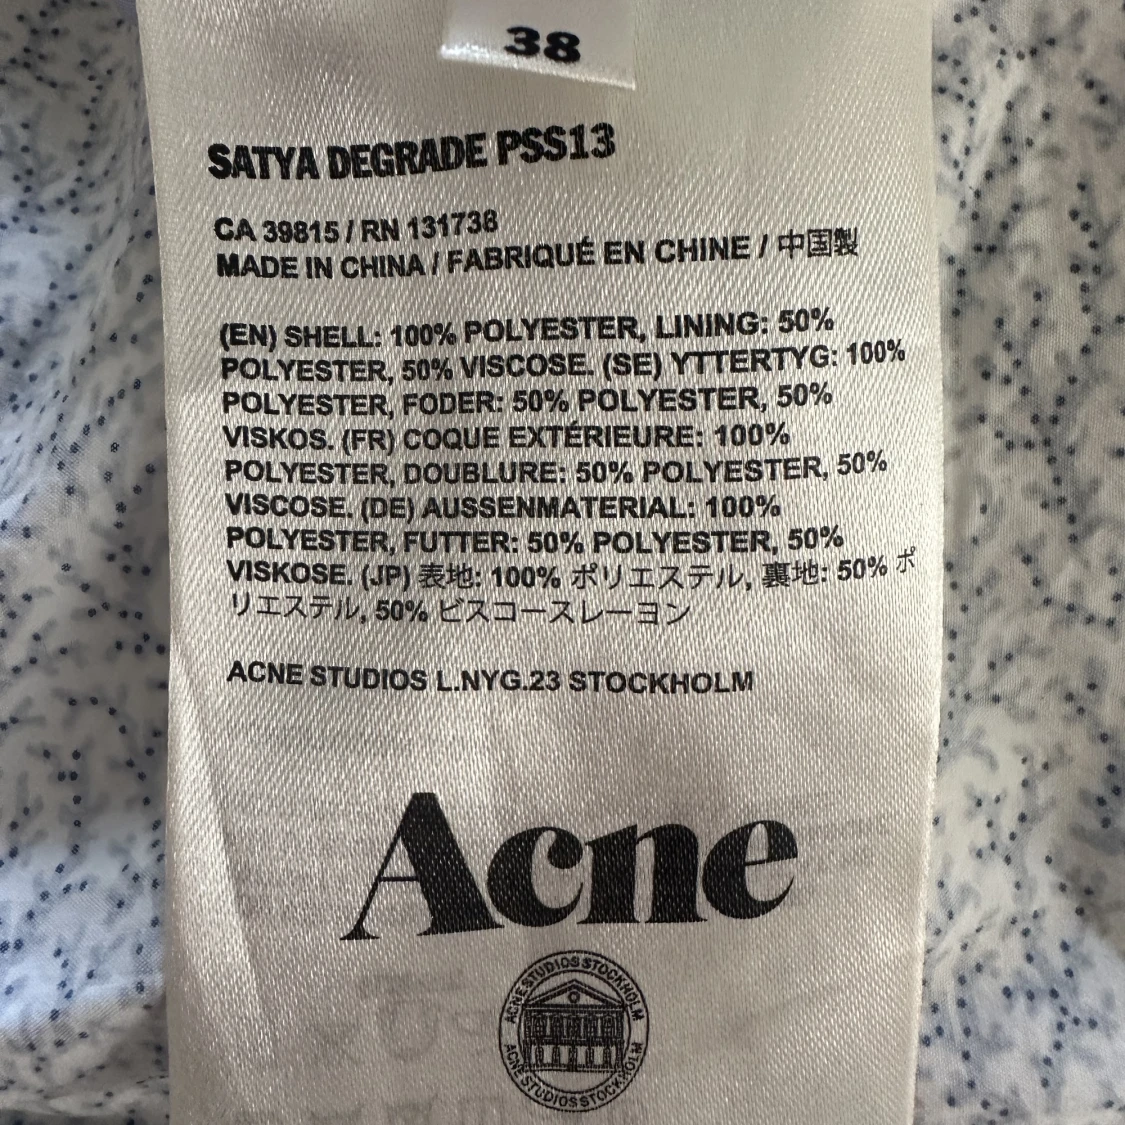 38
SATYA DEGRADE PSS13
CA 39815 / RN 131738
MADE IN CHINA / FABRIQUÉ EN CHINE / 中国製
(EN) SHELL: 100% POLYESTER, LINING: 50%
POLYESTER, 50% VISCOSE. (SE) YTTERTYG: 100%
POLYESTER, FODER: 50% POLYESTER, 50%
VISKOS. (FR) COQUE EXTÉRIEURE: 100%
POLYESTER, DOUBLURE: 50% POLYESTER, 50%
VISCOSE. (DE) AUSSENMATERIAL: 100%
POLYESTER, FUTTER: 50% POLYESTER, 50%
VISKOSE. (JP) 表地: 100% ポリエステル, 裏地: 50% ポ
リエステル, 50% ビスコースレーヨン
ACNE STUDIOS L.NYG.23 STOCKHOLM
Acne
ACNE STUDIOS STOCKHOLM
ACNE STUDIOS STOCKHOLM